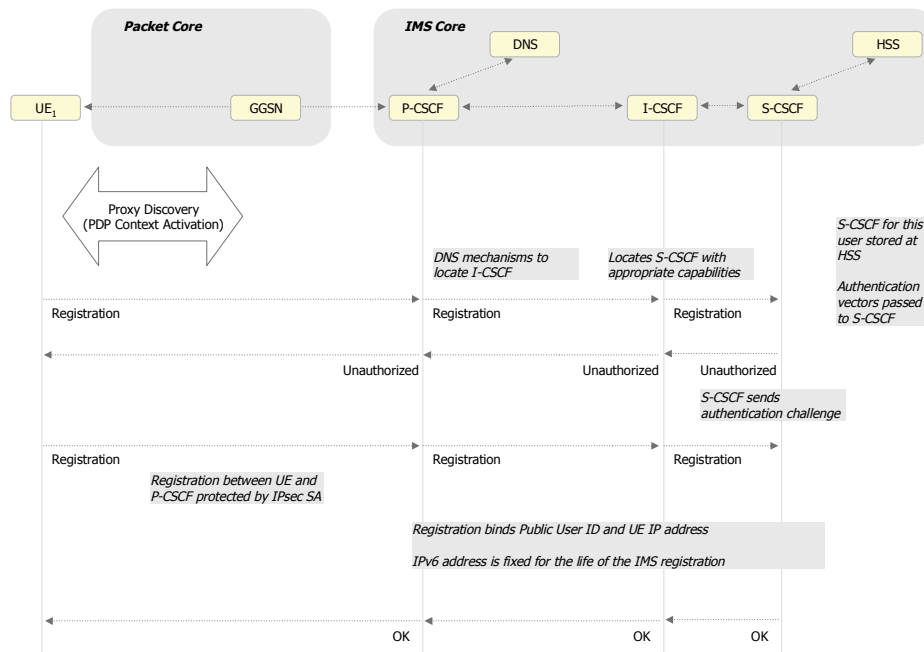 Packet Core
IMS Core
DNS
HSS
UE1
GGSN
P-CSCF
I-CSCF
S-CSCF
Proxy Discovery
(PDP Context Activation)
S-CSCF for this
user stored at
HSS
Authentication
vectors passed
to S-CSCF
DNS mechanisms to
locate I-CSCF
Locates S-CSCF with
appropriate capabilities
Registration
Registration
Registration
Unauthorized
Unauthorized
Unauthorized
S-CSCF sends
authentication challenge
Registration
Registration
Registration
Registration between UE and
P-CSCF protected by IPsec SA
Registration binds Public User ID and UE IP address
IPv6 address is fixed for the life of the IMS registration
OK
OK
OK